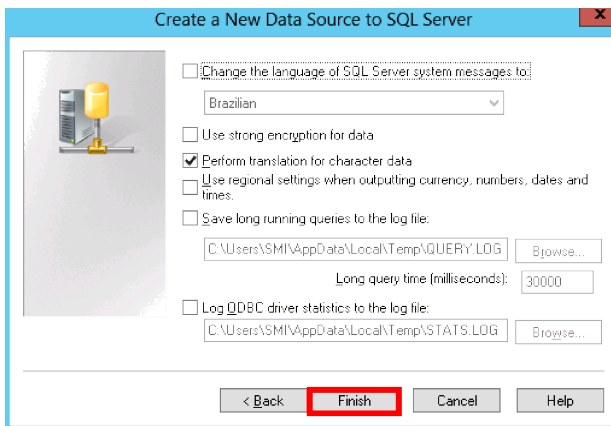 Create a New Data Source to SQL Server
x
Change the language of SQL Server system messages to:
Brazilian
Use strong encryption for data
Perform translation for character data
Use regional settings when outputting currency, numbers, dates and
times.
Save long running queries to the log file:
C:\Users\SMI\AppData\Local\Temp\QUERY.LOG Browse...
Long query time (milliseconds): 30000
Log ODBC driver statistics to the log file:
C:\Users\SMI\AppData\Local\Temp\STATS.LOG Browse...
< Back Finish Cancel Help